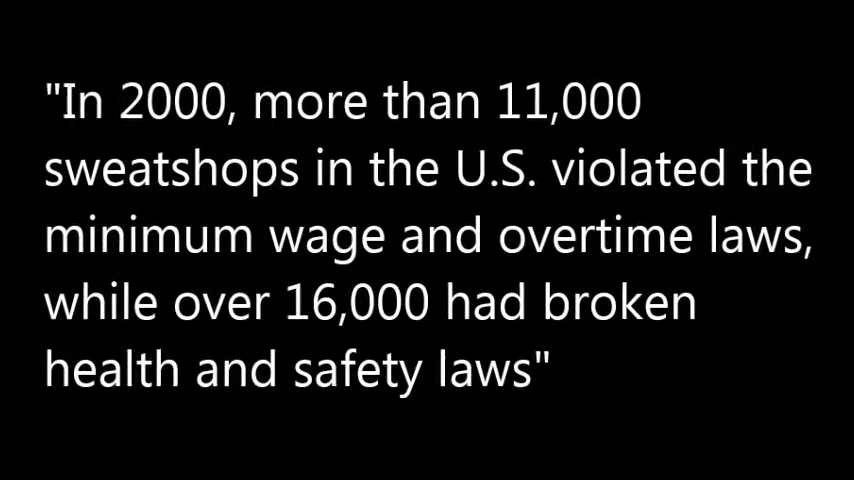 "In 2000, more than 11,000
sweatshops in the U.S. violated the
minimum wage and overtime laws,
while over 16,000 had broken
health and safety laws"